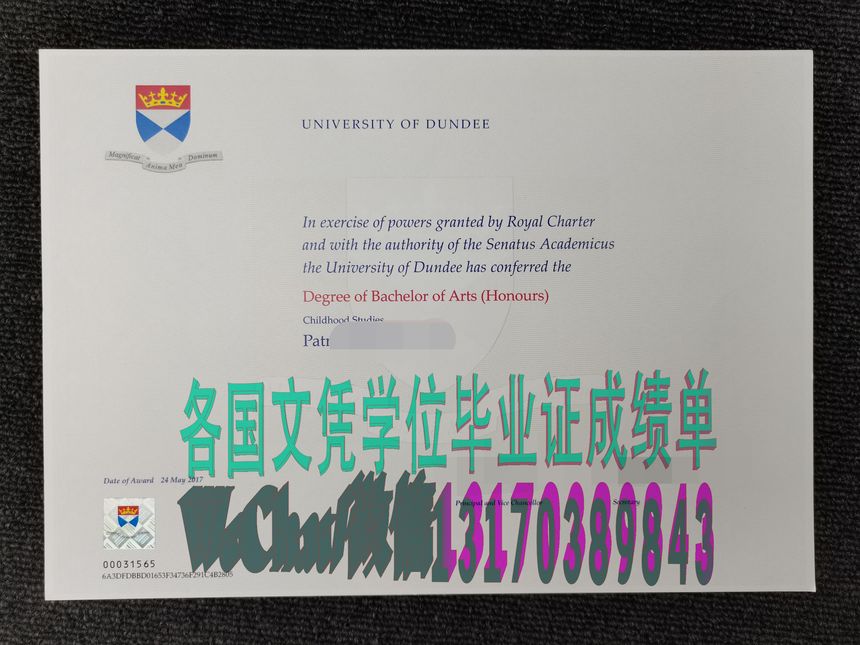 UNIVERSITY OF DUNDEE
Magnificat Anima Mea Dominum
In exercise of powers granted by Royal Charter
and with the authority of the Senatus Academicus
the University of Dundee has conferred the
Degree of Bachelor of Arts (Honours)
Childhood Studies
Patr
各国文凭学位毕业证成绩单
Date of Award 24 May 2017
WeChat/微信13170389843
Principal and Vice Chancellor
Secretary
00031565
6A3DFDBBD01653F34736F291C4B2805